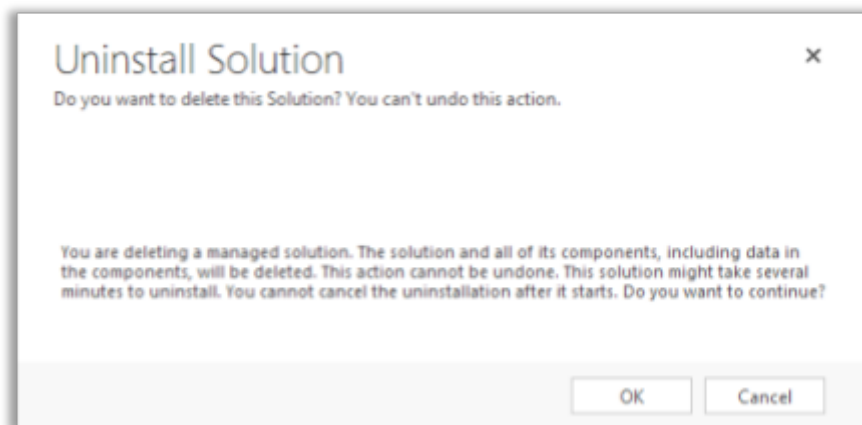 Uninstall Solution
Do you want to delete this Solution? You can't undo this action.
You are deleting a managed solution. The solution and all of its components, including data in
the components, will be deleted. This action cannot be undone. This solution might take several
minutes to uninstall. You cannot cancel the uninstallation after it starts. Do you want to continue?
OK Cancel